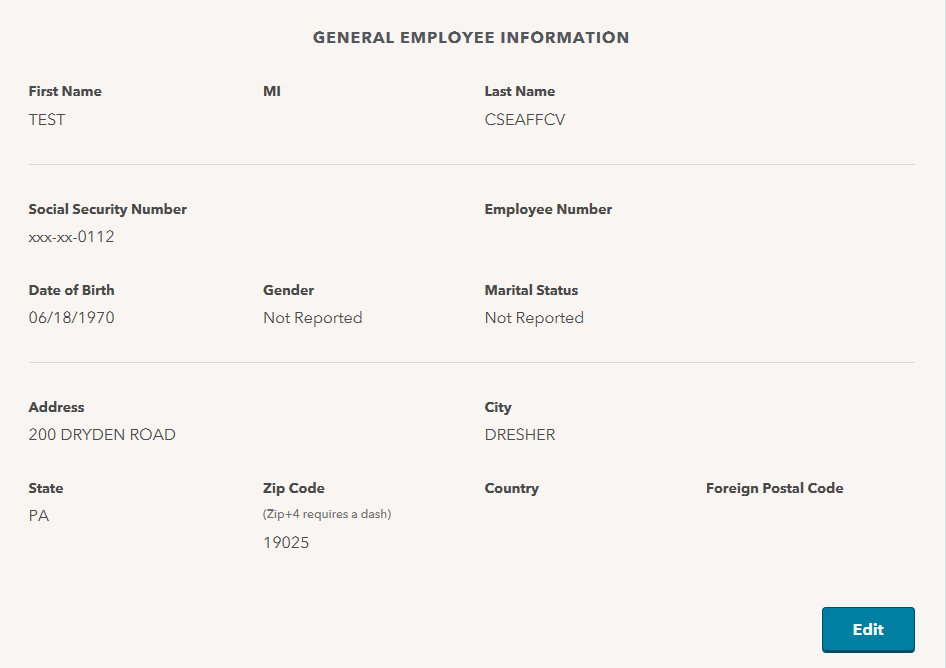 GENERAL EMPLOYEE INFORMATION
First Name MI Last Name
TEST CSEAFFCV
Social Security Number Employee Number
xxx-xx-0112
Date of Birth Gender Marital Status
06/18/1970 Not Reported Not Reported
Address City
200 DRYDEN ROAD DRESHER
State Zip Code Country Foreign Postal Code
(Zip+4 requires a dash)
PA
19025
Edit